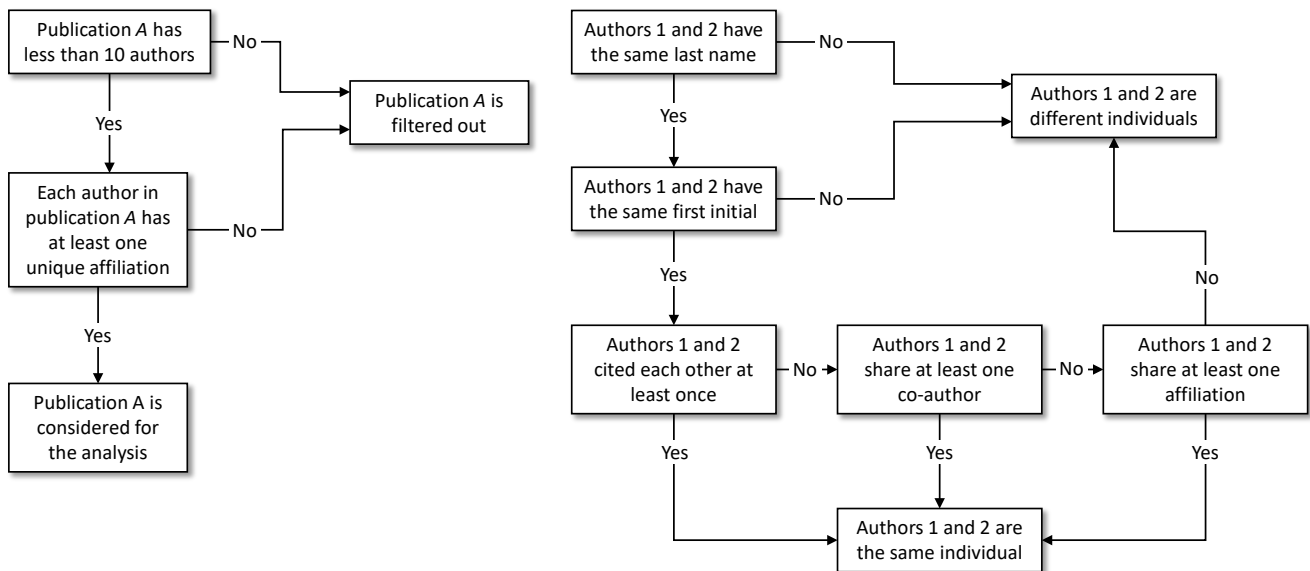 Publication A has
less than 10 authors
No
Publication A is
filtered out
Yes
Each author in
publication A has
at least one
unique affiliation
No
Yes
Publication A is
considered for
the analysis
Authors 1 and 2 have
the same last name
No
Authors 1 and 2 are
different individuals
Yes
Authors 1 and 2 have
the same first initial
No
Yes
No
Authors 1 and 2
cited each other at
least once
No
Authors 1 and 2
share at least one
co-author
No
Authors 1 and 2
share at least one
affiliation
Yes
Yes
Yes
Authors 1 and 2 are
the same individual